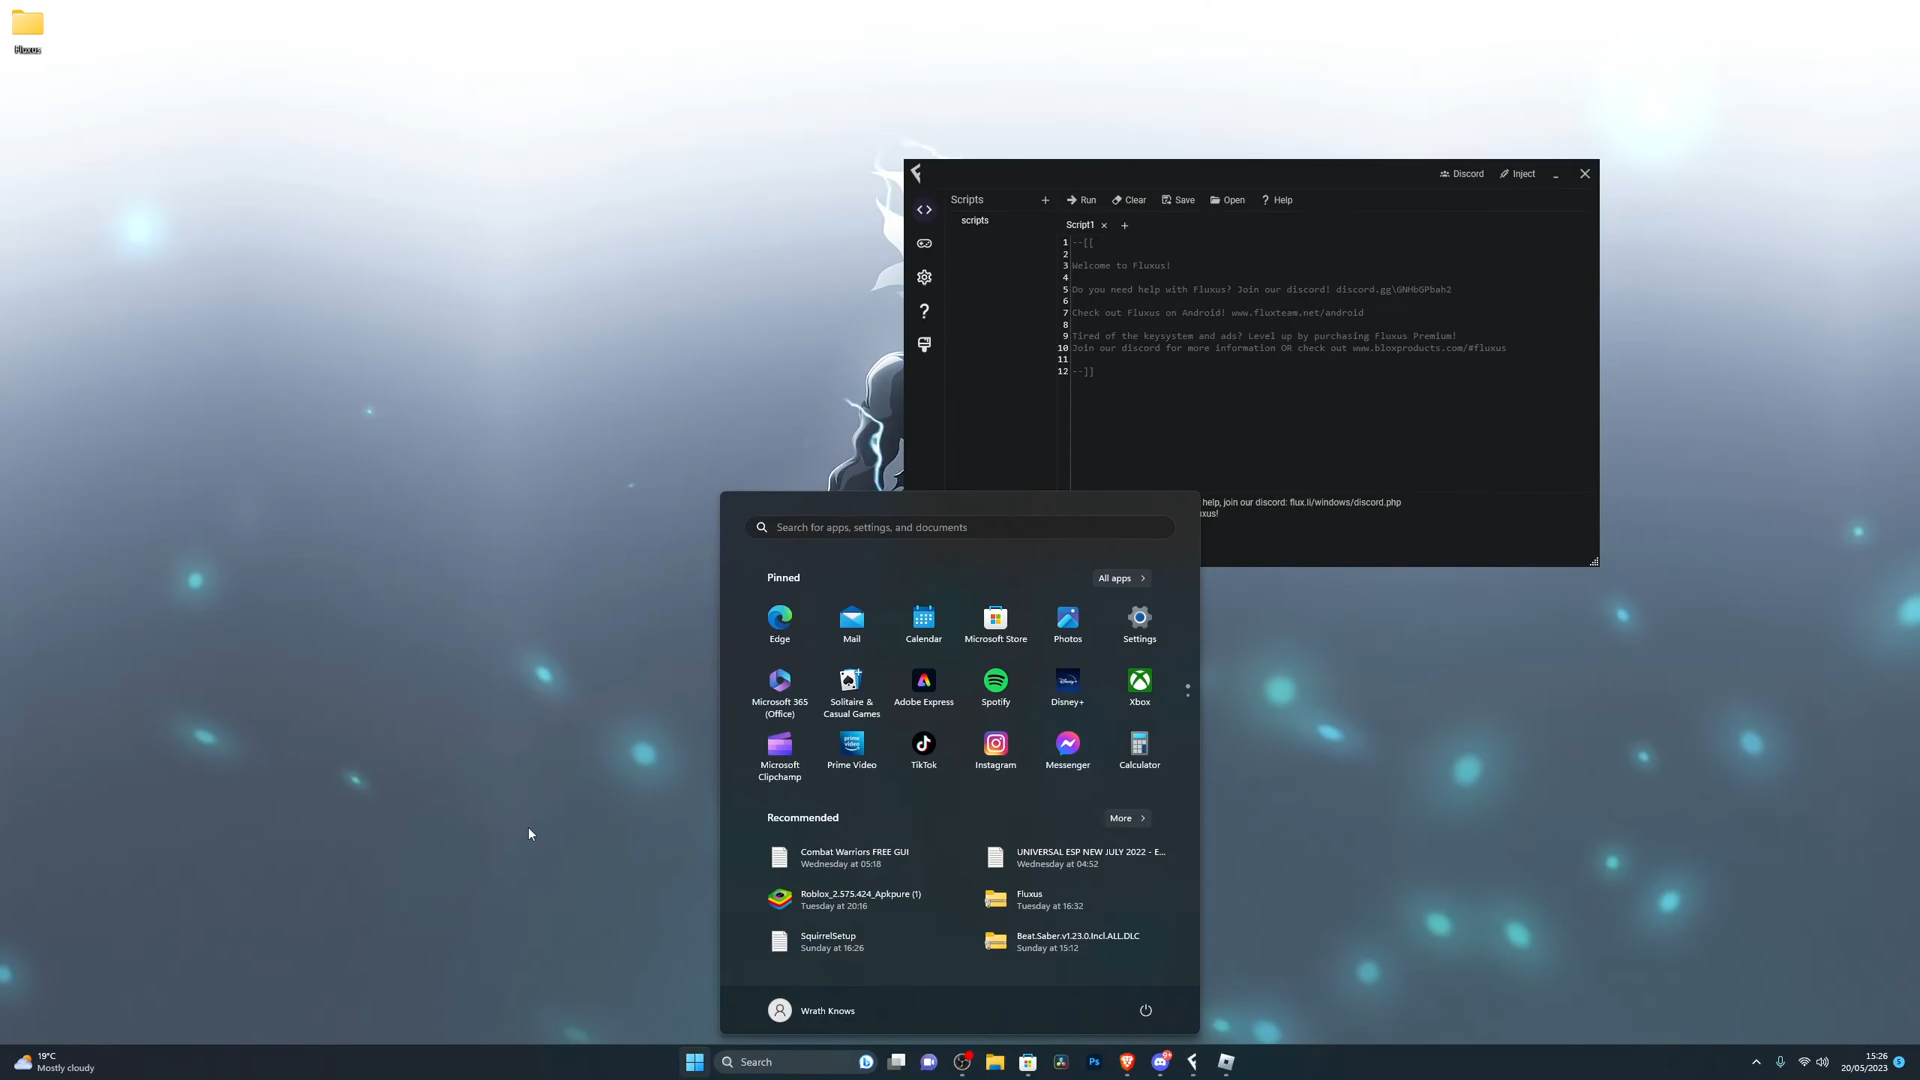 Fluxus
Discord
Inject
Scripts
Run
Clear
Save
Open
? Help
scripts
Script1
1 --[[
2
3 Welcome to Fluxus!
4
5 Do you need help with Fluxus? Join our discord! discord.gg\GNHbGPbah2
6
7 Check out Fluxus on Android! www.fluxteam.net/android
8
9 Tired of the keysystem and ads? Level up by purchasing Fluxus Premium!
10 Join our discord for more information OR check out www.bloxproducts.com/#fluxus
11
12 --]]
help, join our discord: flux.li/windows/discord.php
uxus!
Search for apps, settings, and documents
Pinned
All apps
Edge
Mail
Calendar
Microsoft Store
Photos
Settings
Microsoft 365
(Office)
Solitaire &
Casual Games
Adobe Express
Spotify
Disney+
Xbox
Microsoft
Clipchamp
prime video
Prime Video
TikTok
Instagram
Messenger
Calculator
Recommended
More
Combat Warriors FREE GUI
Wednesday at 05:18
UNIVERSAL ESP NEW JULY 2022 - E...
Wednesday at 04:52
Roblox_2.575.424_Apkpure (1)
Tuesday at 20:16
Fluxus
Tuesday at 16:32
SquirrelSetup
Sunday at 16:26
Beat.Saber.v1.23.0.Incl.ALL.DLC
Sunday at 15:12
Wrath Knows
19°C
Mostly cloudy
Search
Ps
9+
15:26
20/05/2023
5